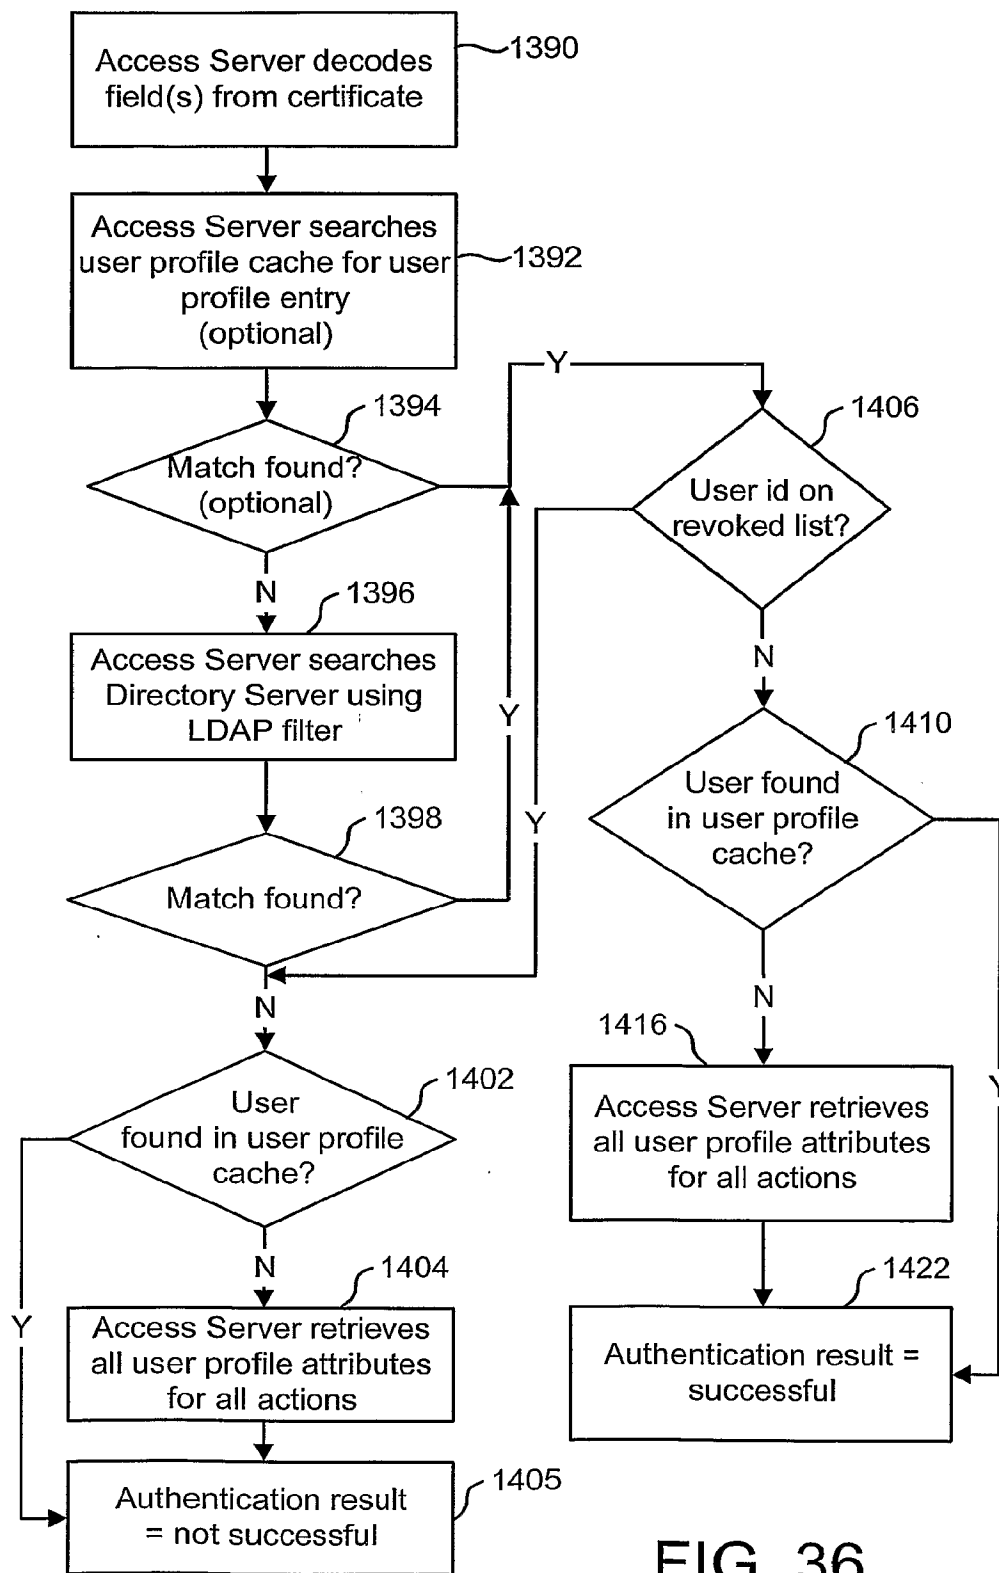 Access Server decodes
field(s) from certificate
1390
Access Server searches
user profile cache for user
profile entry
(optional)
1392
Y
1394
Match found?
(optional)
1406
User id on
revoked list?
N
1396
Access Server searches
Directory Server using
LDAP filter
Y
N
1410
User found
in user profile
cache?
1398
Match found?
Y
N
N
1402
User
found in user profile
cache?
1416
Access Server retrieves
all user profile attributes
for all actions
Y
N
1404
Access Server retrieves
all user profile attributes
for all actions
Y
1422
Authentication result =
successful
1405
Authentication result
= not successful
FIG. 36